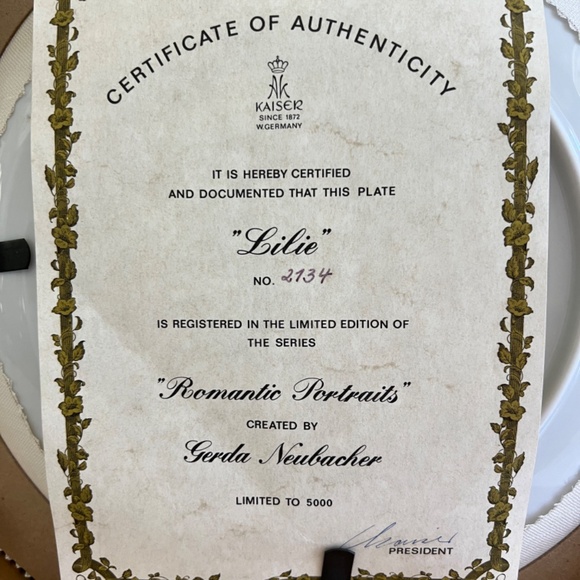 CERTIFICATE OF AUTHENTICITY
KAISER
SINCE 1872
W.GERMANY
IT IS HEREBY CERTIFIED
AND DOCUMENTED THAT THIS PLATE
"Lilie"
NO. 2134
IS REGISTERED IN THE LIMITED EDITION OF
THE SERIES
"Romantic Portraits"
CREATED BY
Gerda Neubacher
LIMITED TO 5000
PRESIDENT